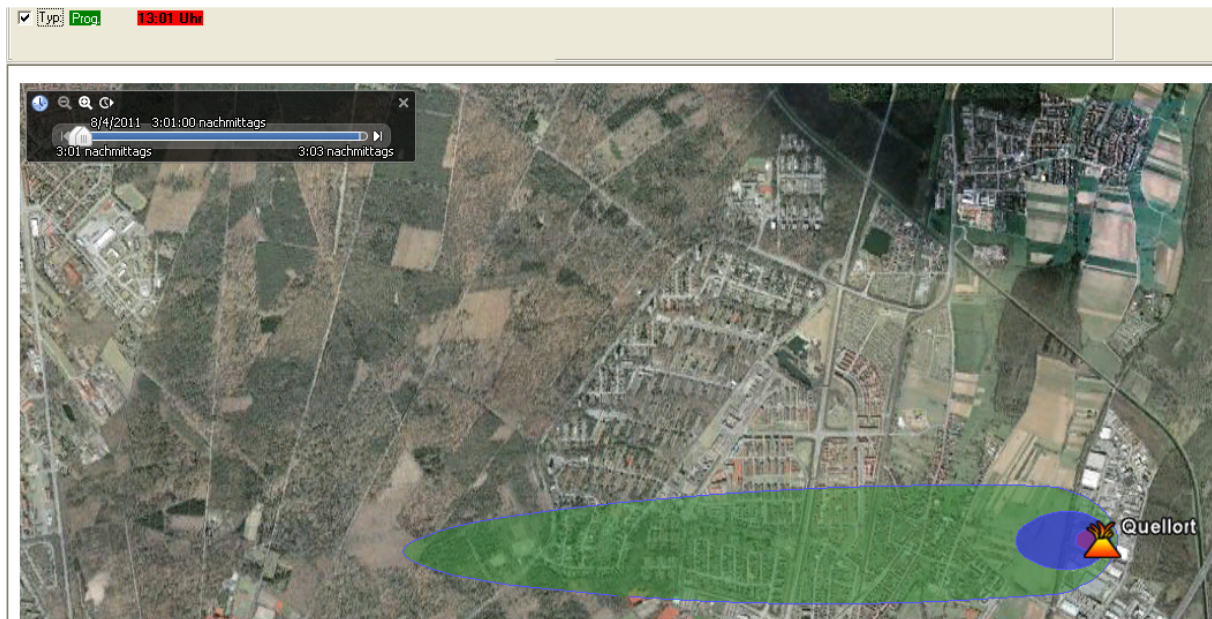 Typ: Prog. 13:01 Uhr
8/4/2011 3:01:00 nachmittags
3:01 nachmittags 3:03 nachmittags
Quellort